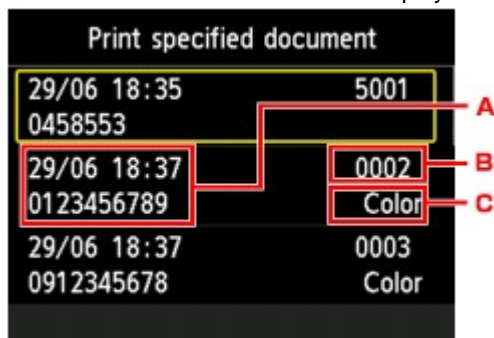 Print specified document
29/06 18:35 5001
0458553
A
29/06 18:37 0002
B
0123456789 Color
C
29/06 18:37 0003
0912345678 Color